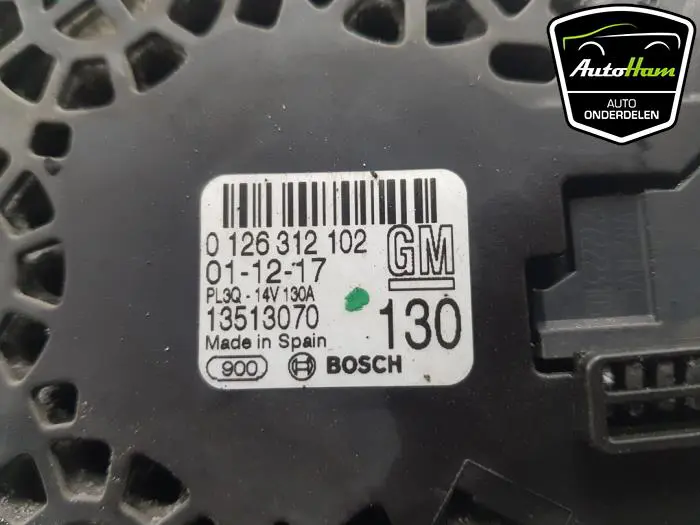 AutoHam
AUTO
ONDERDELEN
0 126 312 102
01-12-17
PL3Q - 14V 130A
13513070
Made in Spain
900
BOSCH
GM
130